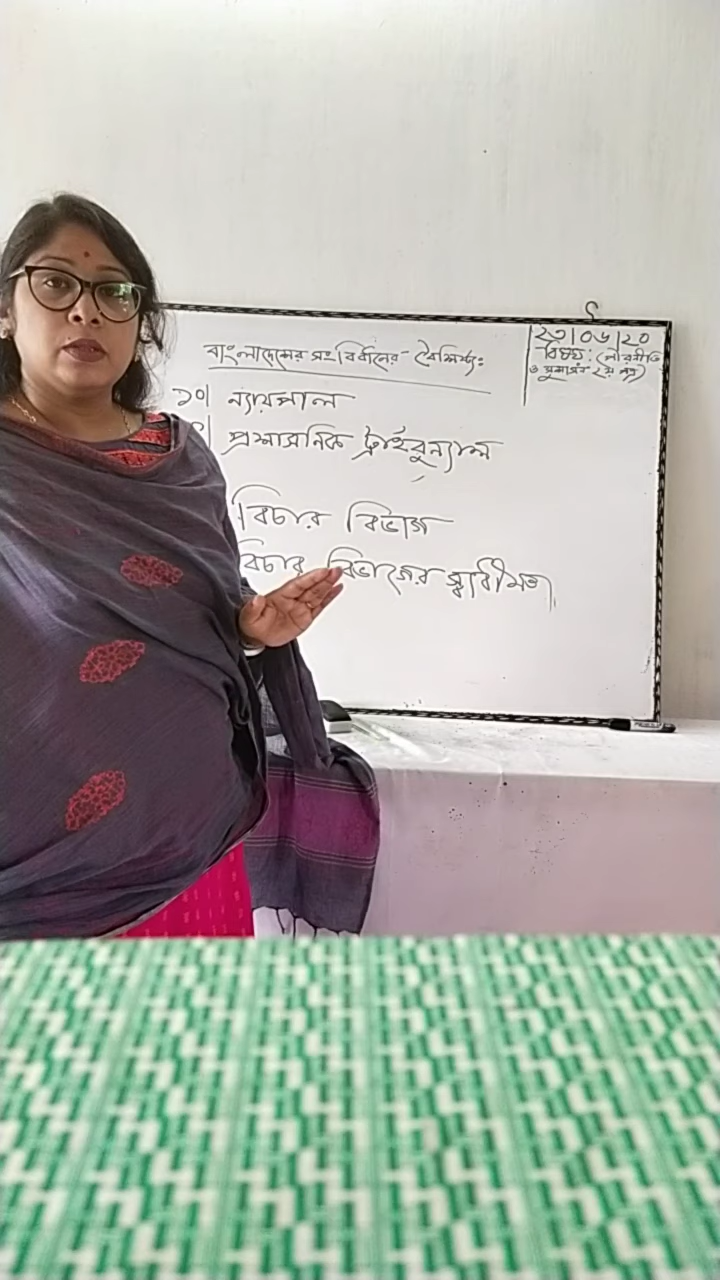 ২৩|০৬|২০
বিষয়: (পৌরনীতি
ও সুশাসন ২য় পত্র)
বাংলাদেশের সংবিধানের বৈশিষ্ট্য:
১০| ন্যায়পাল
প্রশাসনিক ট্রাইবুন্যাল
বিচার বিভাগ
বিচার বিভাগের স্বাধীনতা